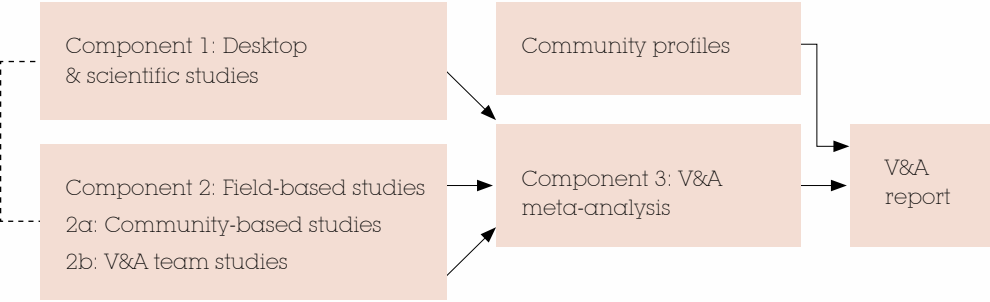 Component 1: Desktop
& scientific studies
Community profiles
Component 2: Field-based studies
2a: Community-based studies
2b: V&A team studies
Component 3: V&A
meta-analysis
V&A
report